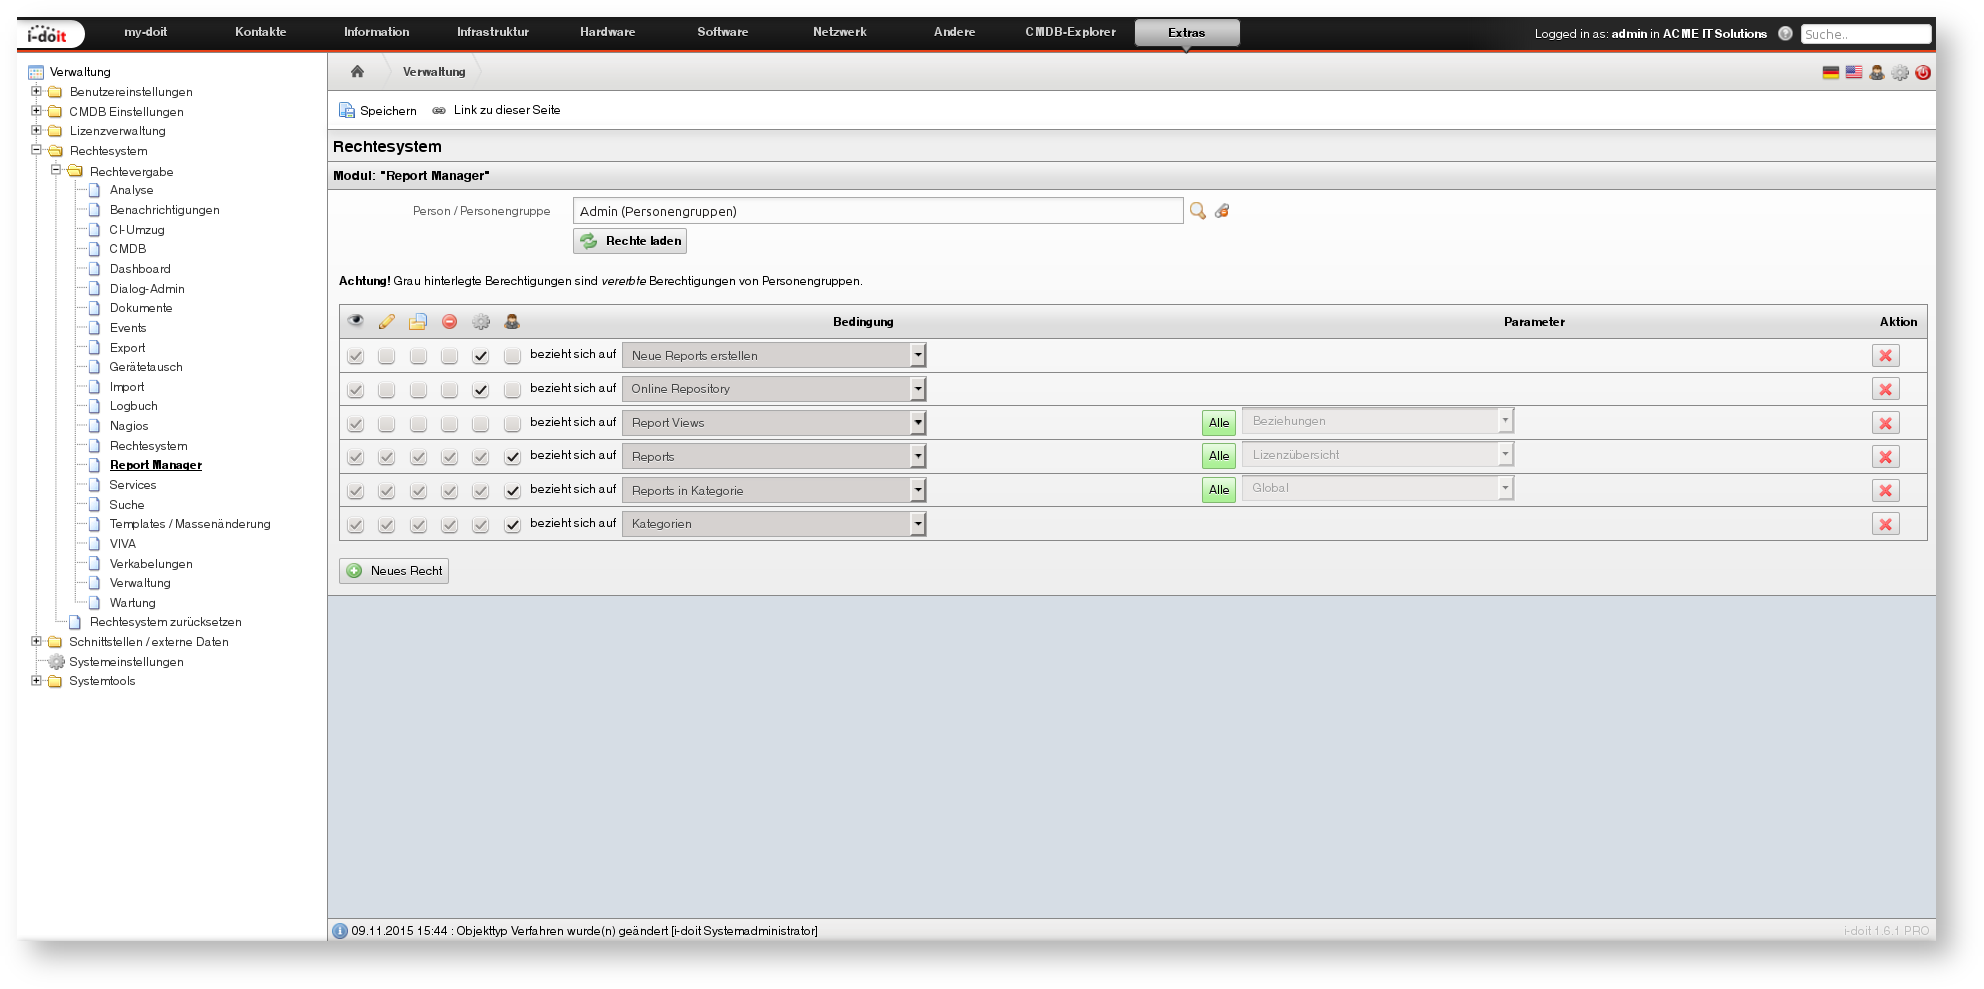 i-doit my-doit Kontakte Information Infrastruktur Hardware Software Netzwerk Andere CMDB-Explorer Extras Logged in as: admin in ACME IT Solutions Suche..
Verwaltung
Benutzereinstellungen
CMDB Einstellungen
Lizenzverwaltung
Rechtesystem
Rechtevergabe
Analyse
Benachrichtigungen
CI-Umzug
CMDB
Dashboard
Dialog-Admin
Dokumente
Events
Export
Gerätetausch
Import
Logbuch
Nagios
Rechtesystem
Report Manager
Services
Suche
Templates / Massenänderung
VIVA
Verkabelungen
Verwaltung
Wartung
Rechtesystem zurücksetzen
Schnittstellen / externe Daten
Systemeinstellungen
Systemtools
Verwaltung
Speichern Link zu dieser Seite
Rechtesystem
Modul: "Report Manager"
Person / Personengruppe Admin (Personengruppen)
Rechte laden
Achtung! Grau hinterlegte Berechtigungen sind vererbte Berechtigungen von Personengruppen.
Bedingung Parameter Aktion
bezieht sich auf Neue Reports erstellen
bezieht sich auf Online Repository
bezieht sich auf Report Views Alle Beziehungen
bezieht sich auf Reports Alle Lizenzübersicht
bezieht sich auf Reports in Kategorie Alle Global
bezieht sich auf Kategorien
Neues Recht
09.11.2015 15:44 : Objekttyp Verfahren wurde(n) geändert [i-doit Systemadministrator] i-doit 1.6.1 PRO